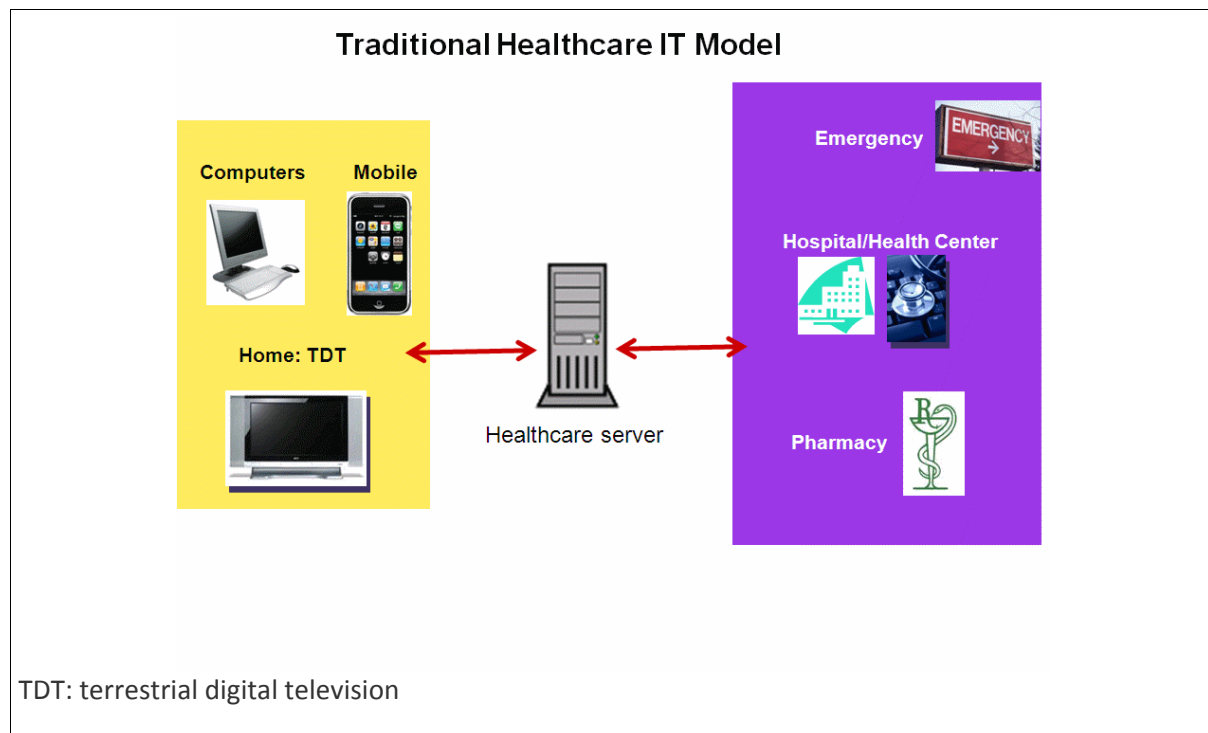 Traditional Healthcare IT Model
Computers
Mobile
Home: TDT
Healthcare server
Emergency
EMERGENCY
→
Hospital/Health Center
Pharmacy
R
TDT: terrestrial digital television